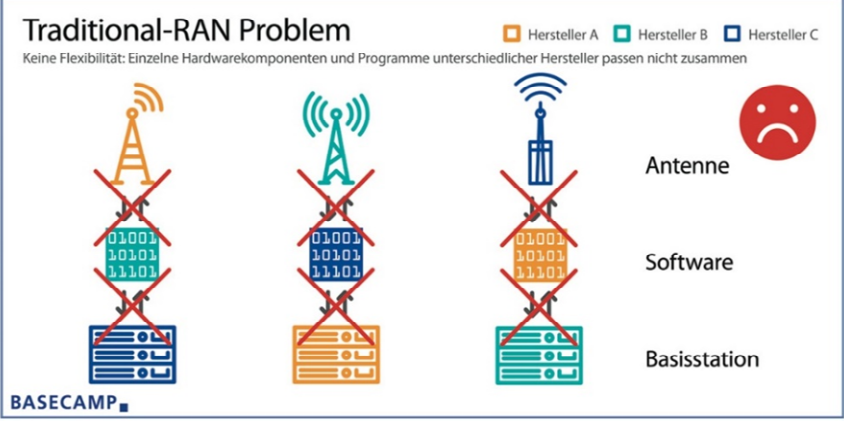 Traditional-RAN Problem
Hersteller A Hersteller B Hersteller C
Keine Flexibilität: Einzelne Hardwarekomponenten und Programme unterschiedlicher Hersteller passen nicht zusammen
Antenne
01001 01001 01001
10101 10101 10101
11101 11101 11101
Software
Basisstation
BASECAMP